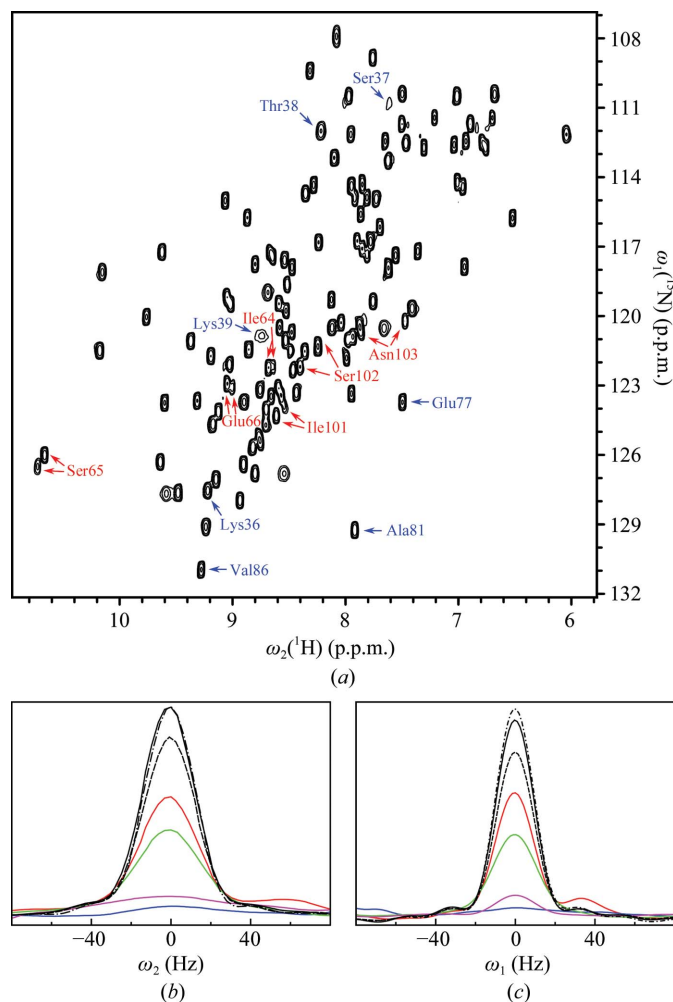 108
111
114
117
120
123
126
129
132
ω₁(¹⁵N) (p.p.m.)
Ser37
Thr38
Ile64
Lys39
Asn103
Ser102
Glu66
Glu77
Ile101
Ser65
Lys36
Ala81
Val86
10 9 8 7 6
ω₂(¹H) (p.p.m.)
(a)
−40 0 40
ω₂ (Hz)
(b)
−40 0 40
ω₁ (Hz)
(c)